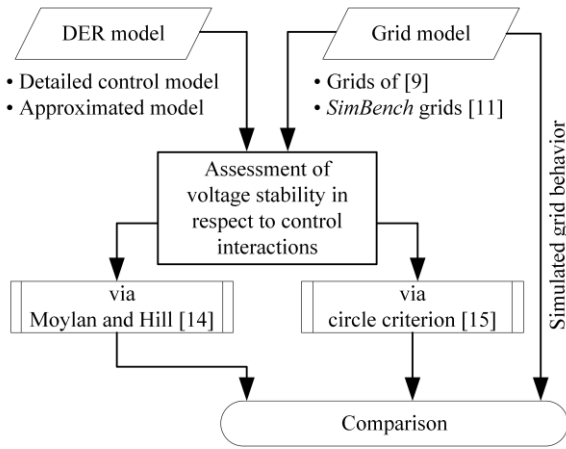 DER model
Grid model
• Detailed control model
• Approximated model
• Grids of [9]
• SimBench grids [11]
Assessment of
voltage stability in
respect to control
interactions
Simulated grid behavior
via
Moylan and Hill [14]
via
circle criterion [15]
Comparison